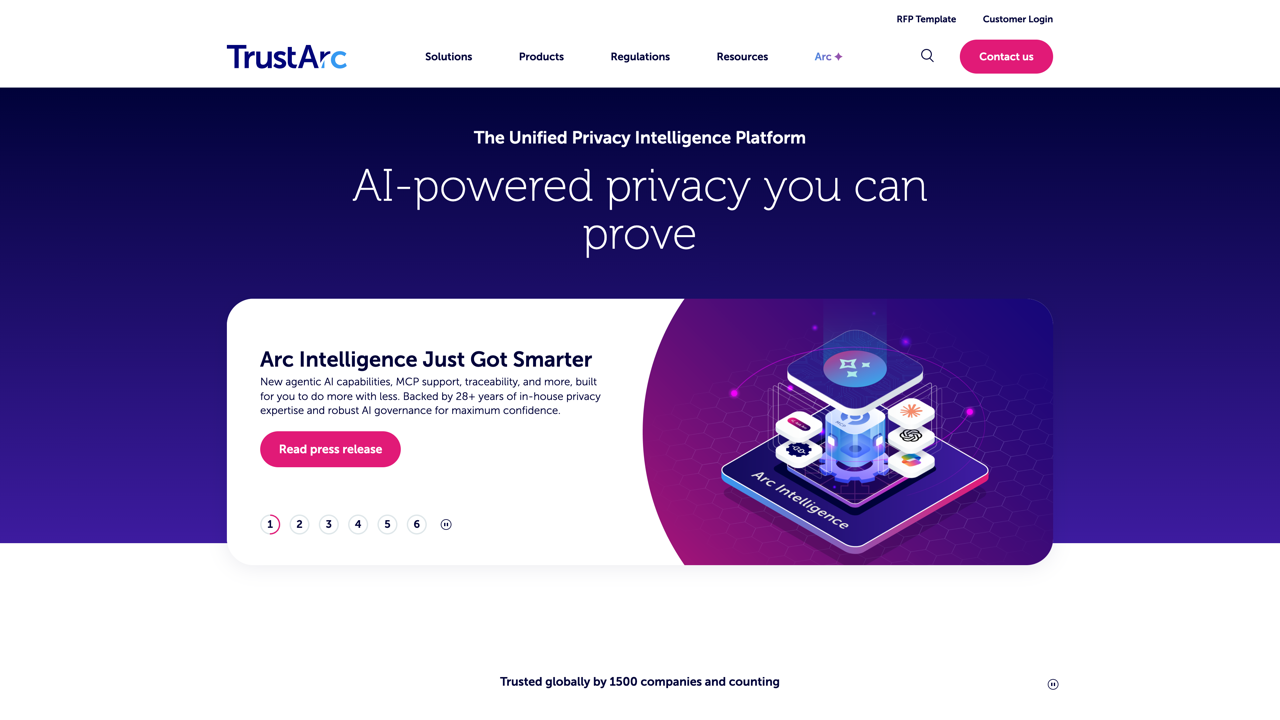 RFP Template
Customer Login
TrustArc
Solutions
Products
Regulations
Resources
Arc
Contact us
The Unified Privacy Intelligence Platform
AI-powered privacy you can
prove
Arc Intelligence Just Got Smarter
New agentic AI capabilities, MCP support, traceability, and more, built
for you to do more with less. Backed by 28+ years of in-house privacy
expertise and robust AI governance for maximum confidence.
Read press release
1 2 3 4 5 6
MCP
Arc Intelligence
Trusted globally by 1500 companies and counting